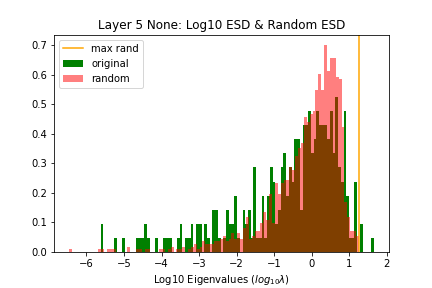 Layer 5 None: Log10 ESD & Random ESD
max rand
original
random
0.7
0.6
0.5
0.4
0.3
0.2
0.1
0.0
−6 −5 −4 −3 −2 −1 0 1 2
Log10 Eigenvalues (log₁₀λ)